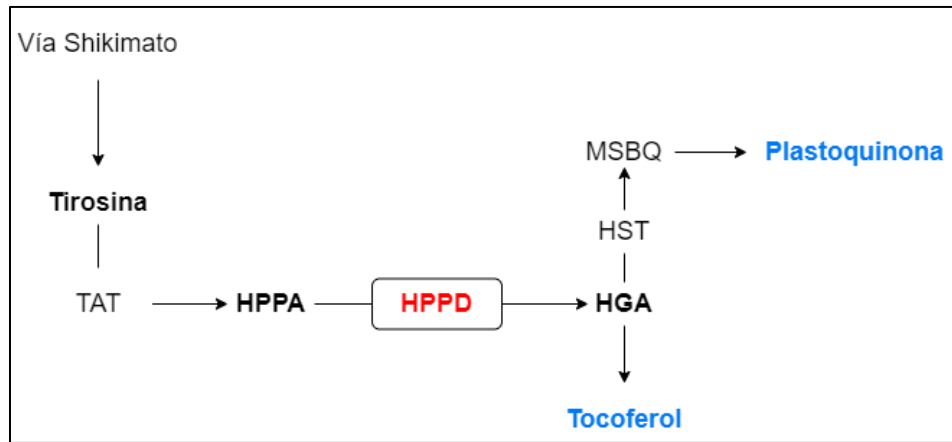 Vía Shikimato
MSBQ
Plastoquinona
Tirosina
HST
TAT
HPPA
HPPD
HGA
Tocoferol